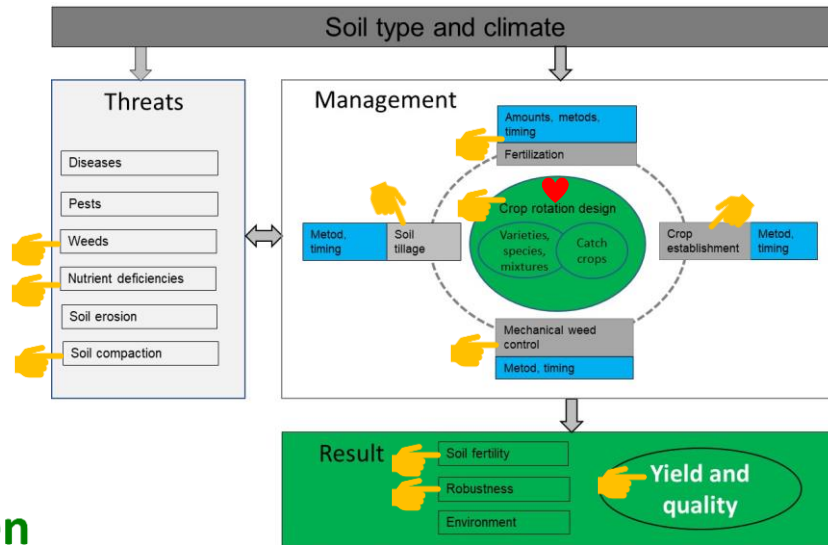 Soil type and climate
Threats
Diseases
Pests
Weeds
Nutrient deficiencies
Soil erosion
Soil compaction
Management
Amounts, metods,
timing
Fertilization
Metod,
timing
Soil
tillage
Crop rotation design
Varieties,
species,
mixtures
Catch
crops
Crop
establishment
Metod,
timing
Mechanical weed
control
Metod, timing
Result
Soil fertility
Robustness
Environment
Yield and
quality